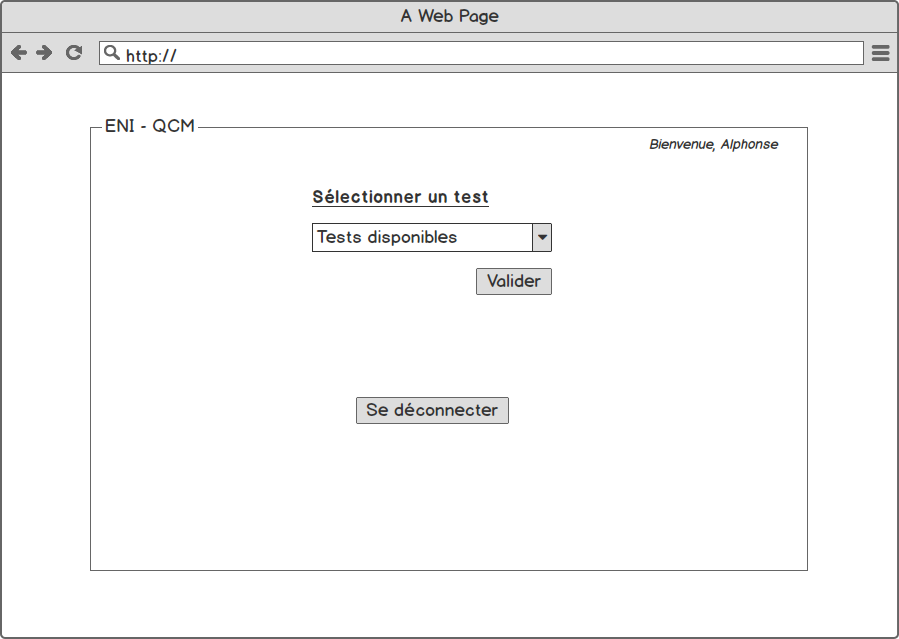 A Web Page
http://
ENI - QCM
Bienvenue, Alphonse
Sélectionner un test
Tests disponibles
Valider
Se déconnecter